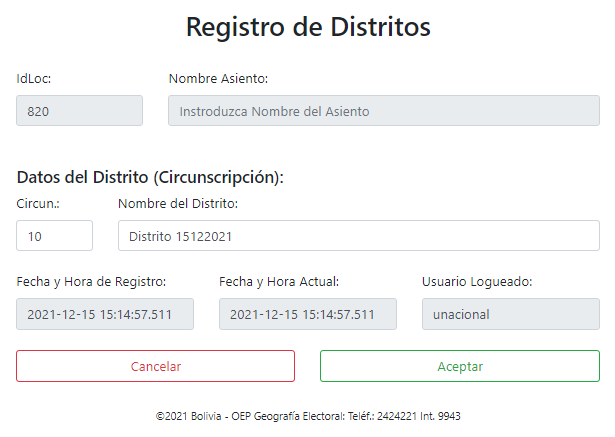 Registro de Distritos
IdLoc: Nombre Asiento:
820 Instroduzca Nombre del Asiento
Datos del Distrito (Circunscripción):
Circun.: Nombre del Distrito:
10 Distrito 15122021
Fecha y Hora de Registro: Fecha y Hora Actual: Usuario Logueado:
2021-12-15 15:14:57.511 2021-12-15 15:14:57.511 unacional
Cancelar Aceptar
©2021 Bolivia - OEP Geografía Electoral: Teléf.: 2424221 Int. 9943